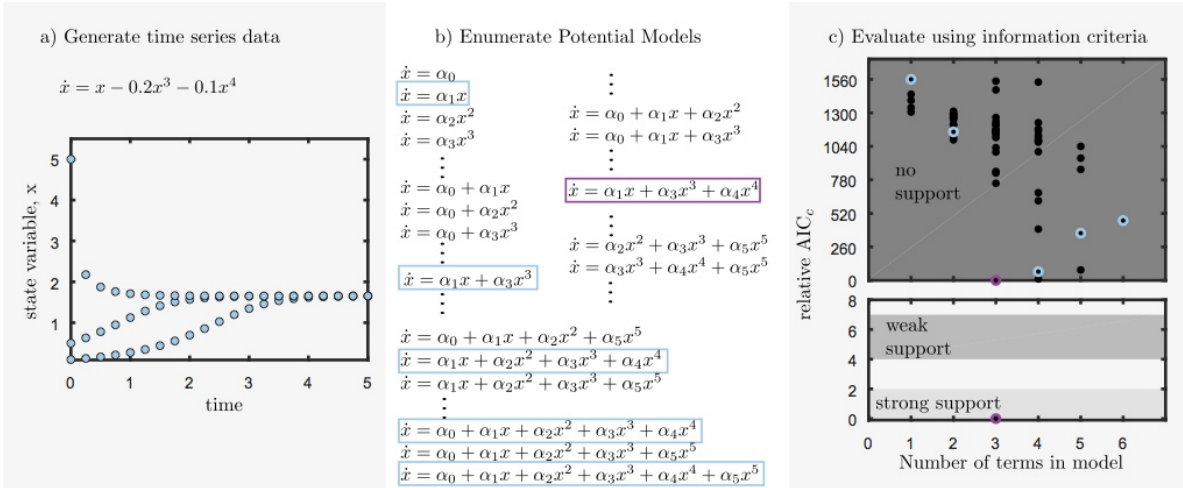 a) Generate time series data
ẋ = x − 0.2x³ − 0.1x⁴
state variable, x
5
4
3
2
1
0 1 2 3 4 5
time
b) Enumerate Potential Models
ẋ = α₀
ẋ = α₁x
ẋ = α₂x²
ẋ = α₃x³
ẋ = α₀ + α₁x
ẋ = α₀ + α₂x²
ẋ = α₀ + α₃x³
ẋ = α₁x + α₃x³
ẋ = α₀ + α₁x + α₂x²
ẋ = α₀ + α₁x + α₃x³
ẋ = α₁x + α₃x³ + α₄x⁴
ẋ = α₂x² + α₃x³ + α₅x⁵
ẋ = α₃x³ + α₄x⁴ + α₅x⁵
ẋ = α₀ + α₁x + α₂x² + α₅x⁵
ẋ = α₁x + α₂x² + α₃x³ + α₄x⁴
ẋ = α₁x + α₂x² + α₃x³ + α₅x⁵
ẋ = α₀ + α₁x + α₂x² + α₃x³ + α₄x⁴
ẋ = α₀ + α₁x + α₂x² + α₃x³ + α₅x⁵
ẋ = α₀ + α₁x + α₂x² + α₃x³ + α₄x⁴ + α₅x⁵
c) Evaluate using information criteria
relative AIC_c
1560
1300
1040
780
520
260
0
no
support
8
6
4
2
0
weak
support
strong support
0 1 2 3 4 5 6
Number of terms in model